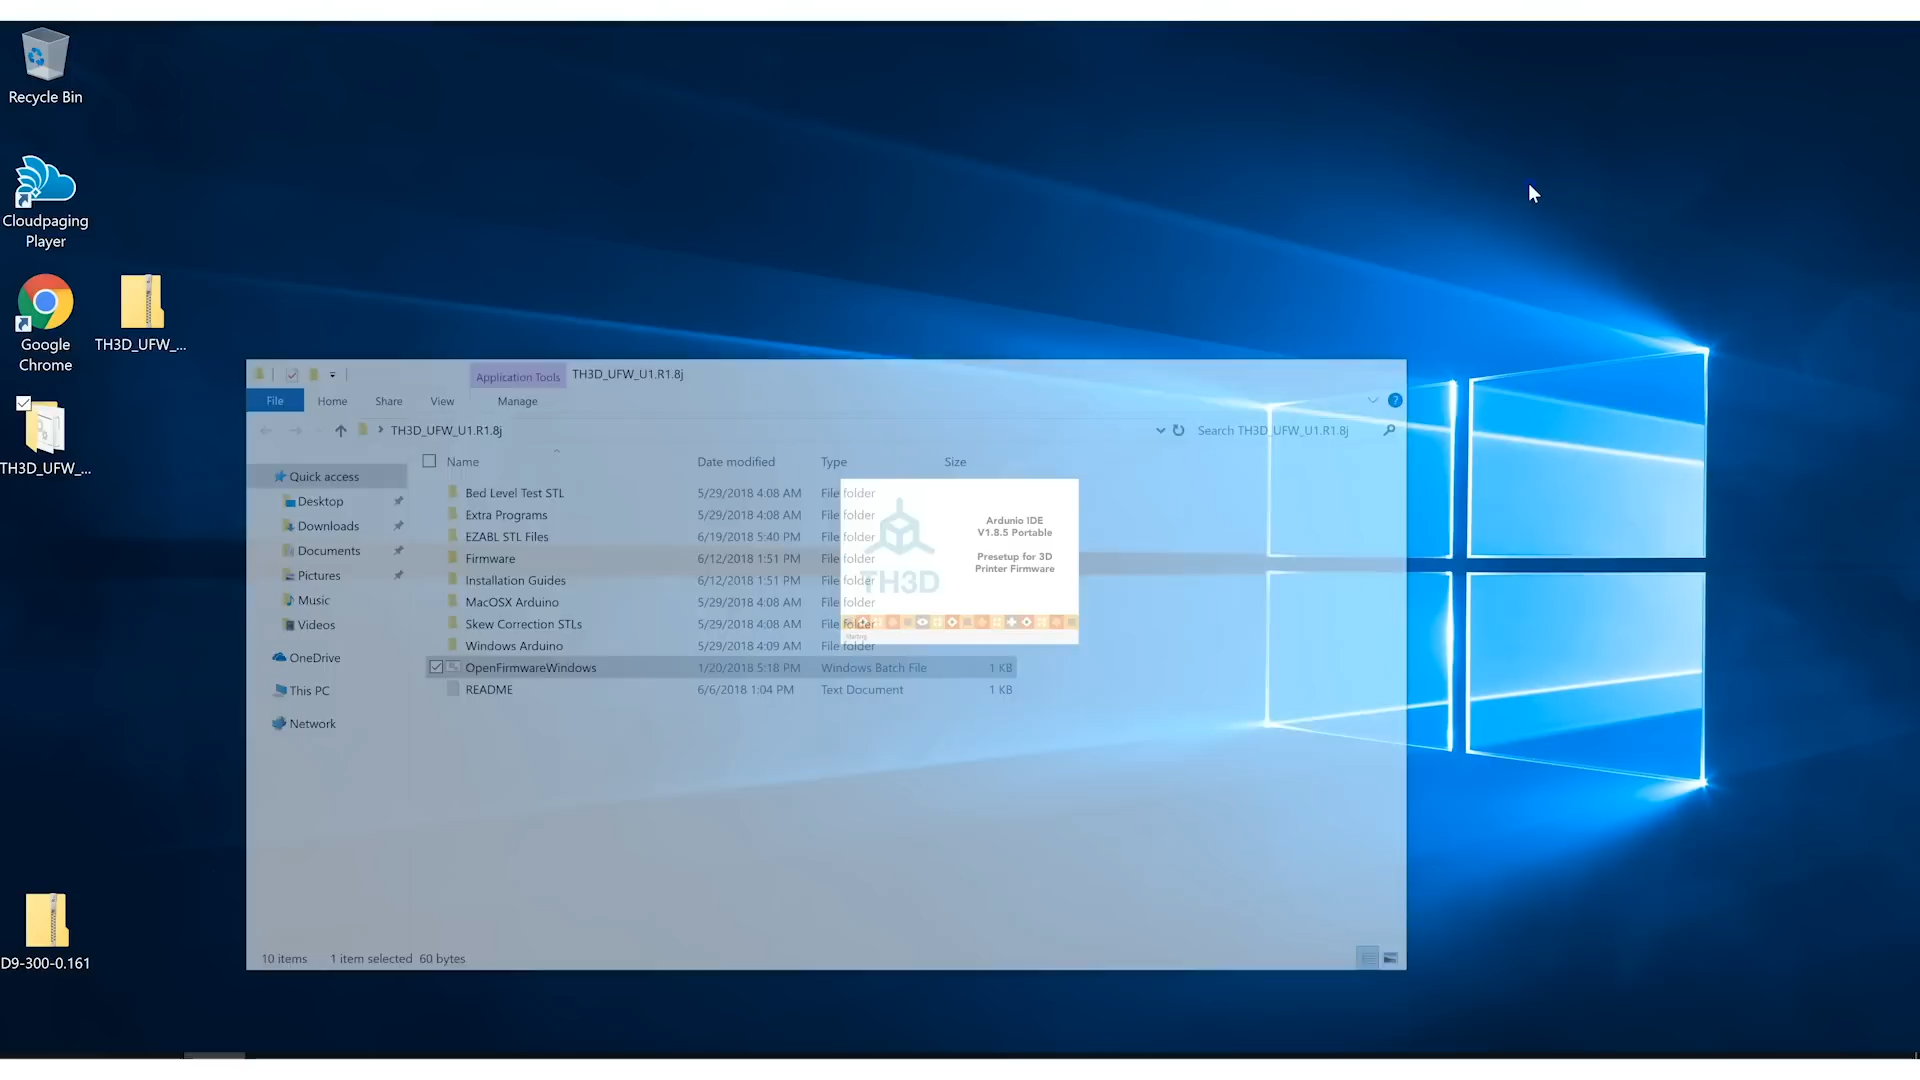 Recycle Bin
Cloudpaging
Player
Google
Chrome
TH3D_UFW_...
TH3D_UFW_...
D9-300-0.161
Application Tools
TH3D_UFW_U1.R1.8j
File
Home
Share
View
Manage
?
> TH3D_UFW_U1.R1.8j
Search TH3D_UFW_U1.R1.8j
Quick access
Desktop
Downloads
Documents
Pictures
Music
Videos
OneDrive
This PC
Network
Name Date modified Type Size
Bed Level Test STL 5/29/2018 4:08 AM File folder
Extra Programs 5/29/2018 4:08 AM File folder
EZABL STL Files 6/19/2018 5:40 PM File folder
Firmware 6/12/2018 1:51 PM File folder
Installation Guides 6/12/2018 1:51 PM File folder
MacOSX Arduino 5/29/2018 4:08 AM File folder
Skew Correction STLs 5/29/2018 4:08 AM File folder
Windows Arduino 5/29/2018 4:09 AM File folder
OpenFirmwareWindows 1/20/2018 5:18 PM Windows Batch File 1 KB
README 6/6/2018 1:04 PM Text Document 1 KB
TH3D
Ardunio IDE
V1.8.5 Portable
Presetup for 3D
Printer Firmware
Starting
10 items 1 item selected 60 bytes